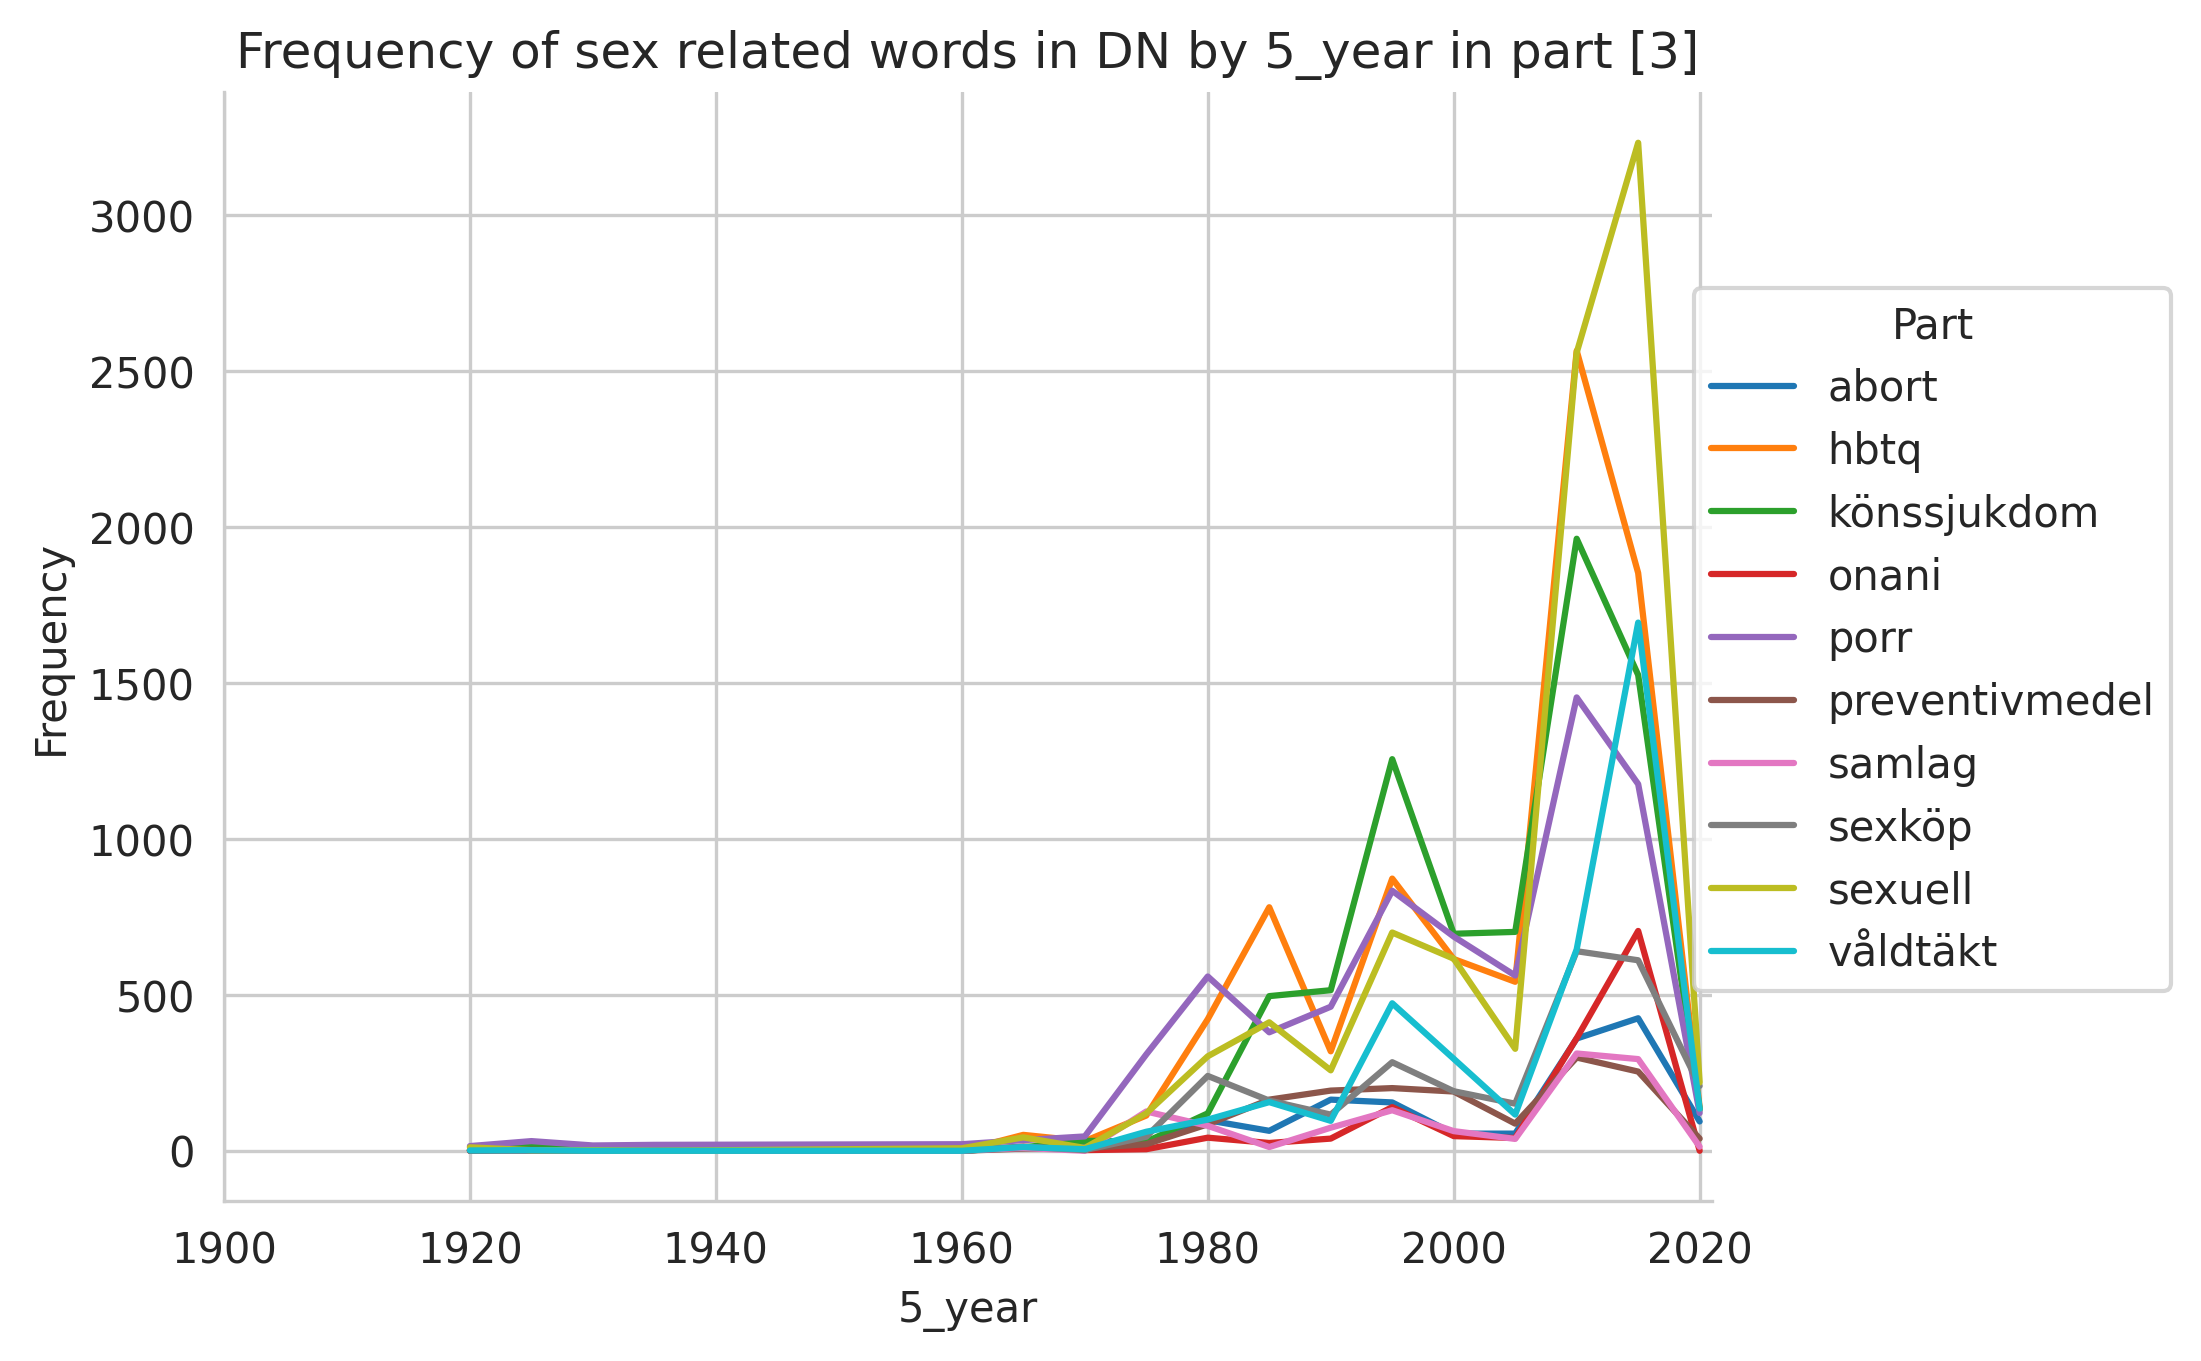 Frequency of sex related words in DN by 5_year in part [3]
Frequency
3000
2500
2000
1500
1000
500
0
1900 1920 1940 1960 1980 2000 2020
5_year
Part
abort
hbtq
könssjukdom
onani
porr
preventivmedel
samlag
sexköp
sexuell
våldtäkt